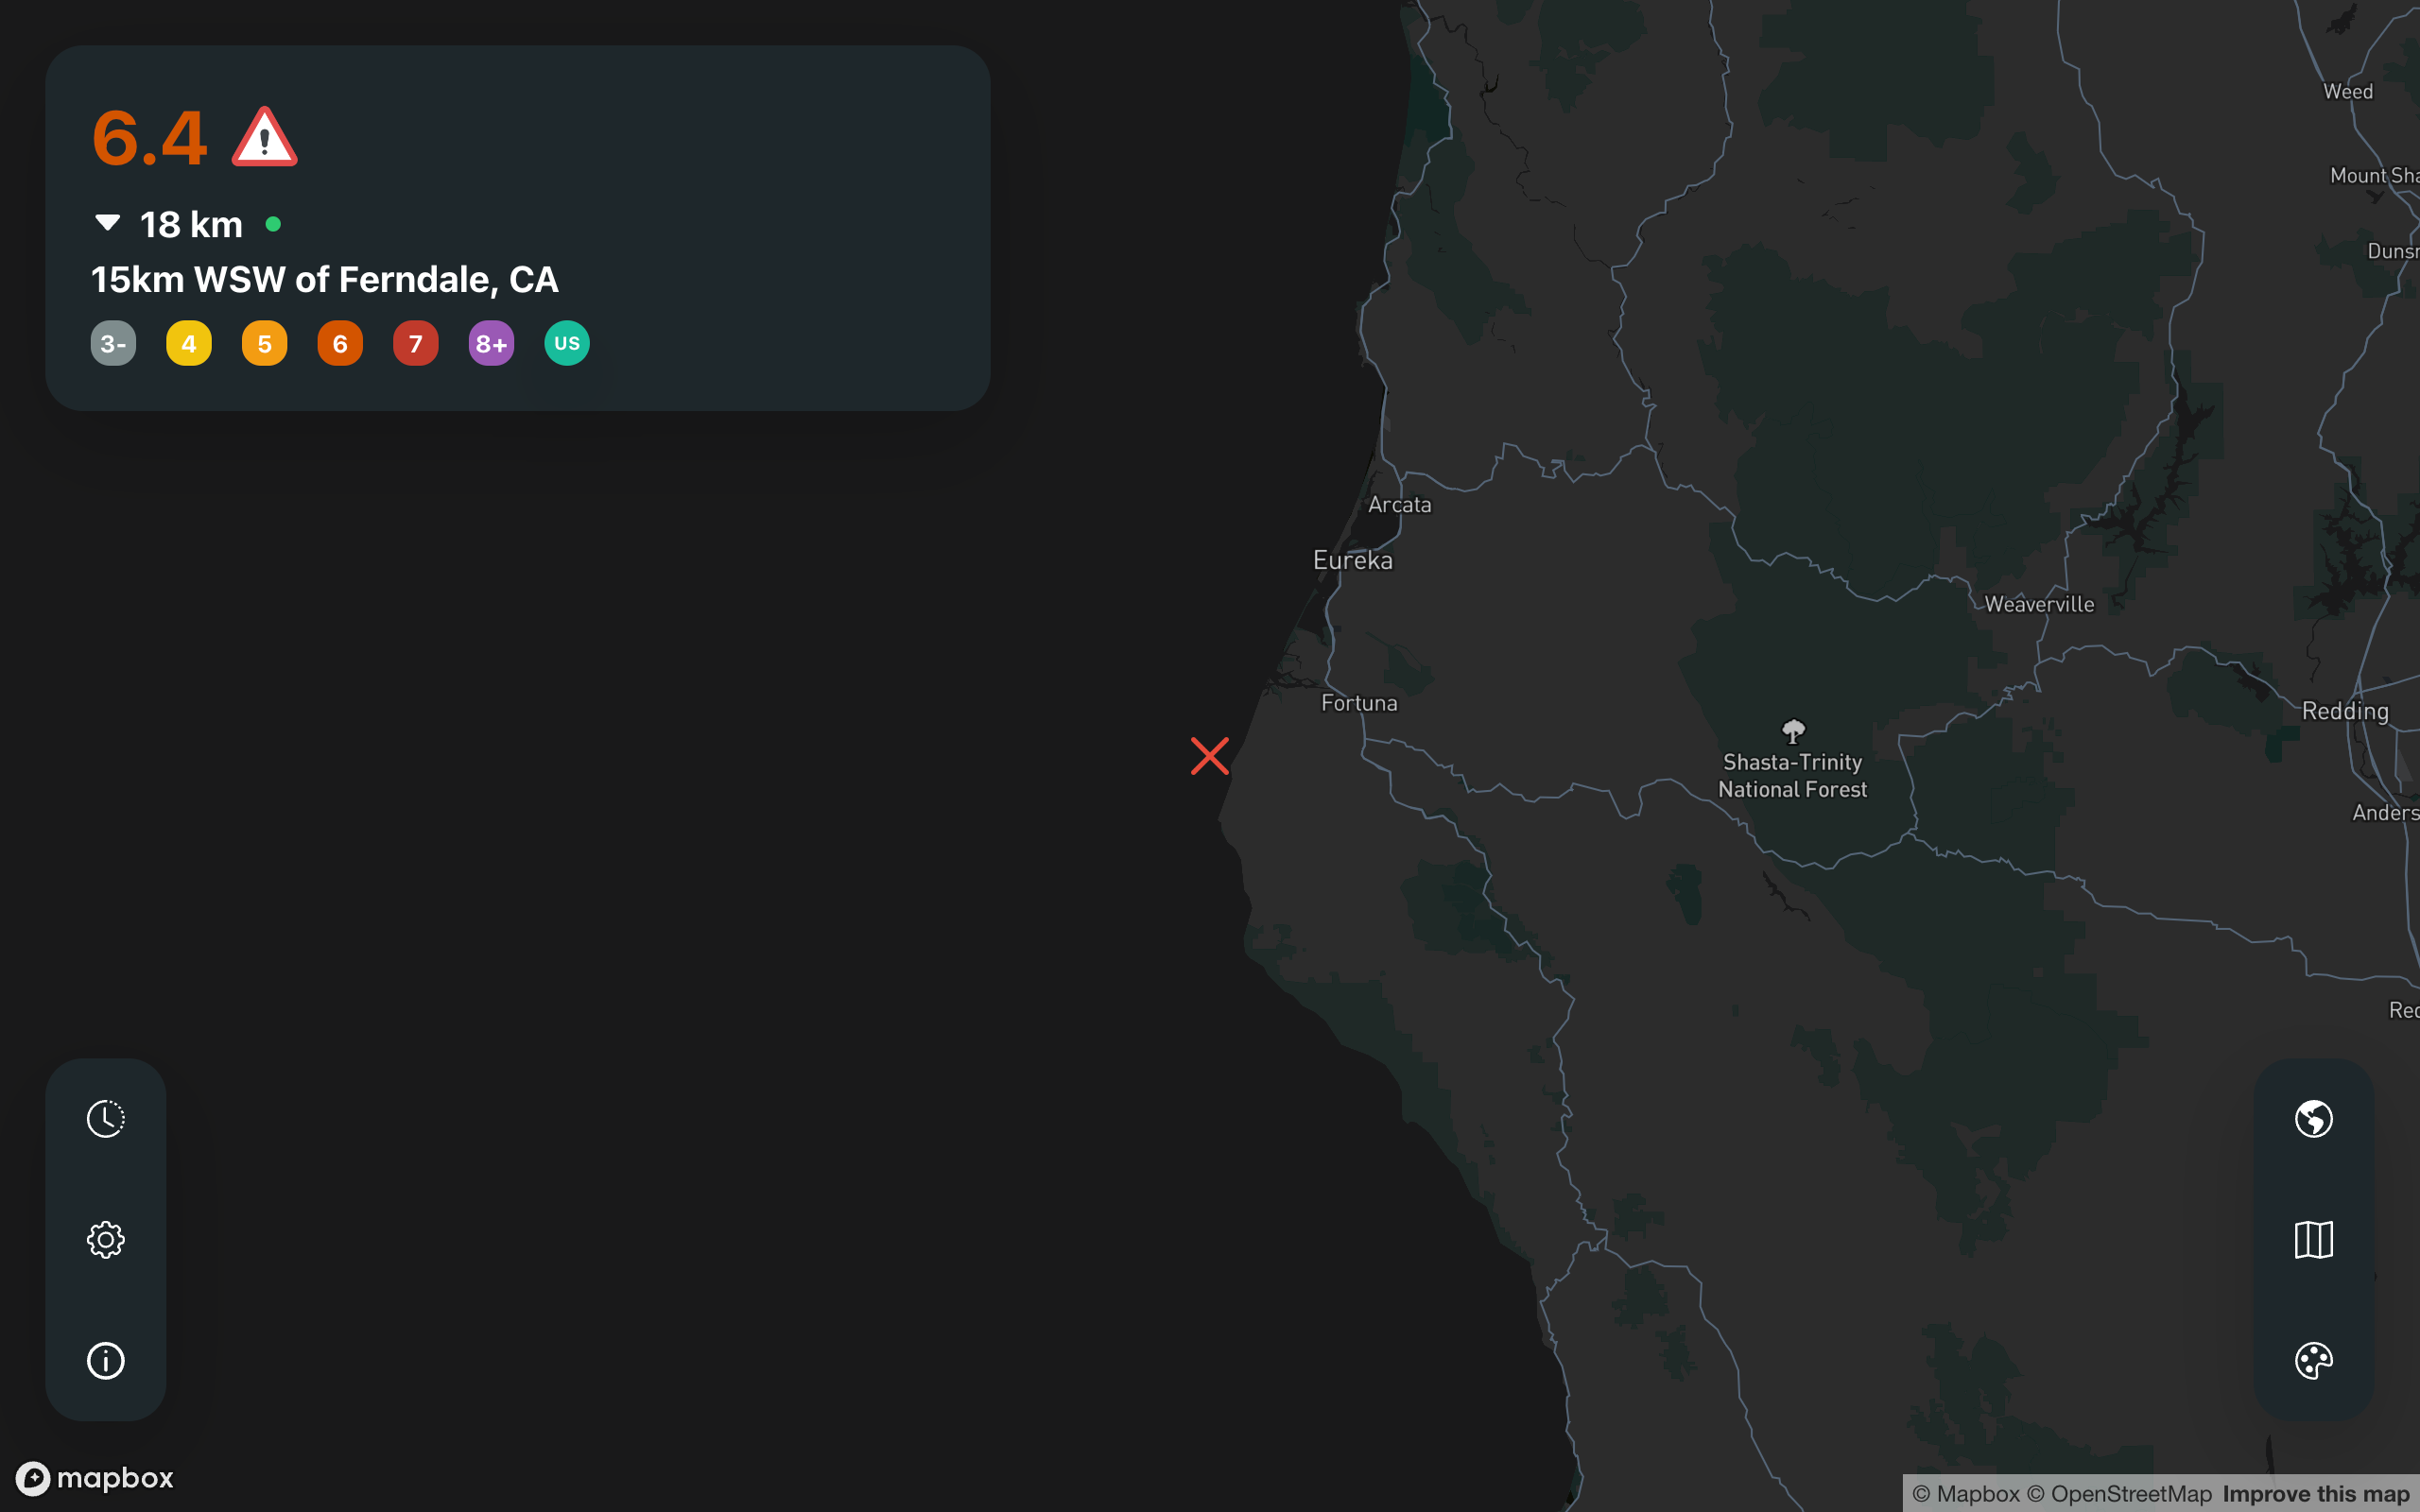 6.4
18 km
15km WSW of Ferndale, CA
3- 4 5 6 7 8+ US
Weed
Mount Sha
Dunsr
Arcata
Eureka
Weaverville
Fortuna
Redding
Shasta-Trinity
National Forest
Anders
Rec
mapbox
© Mapbox © OpenStreetMap Improve this map